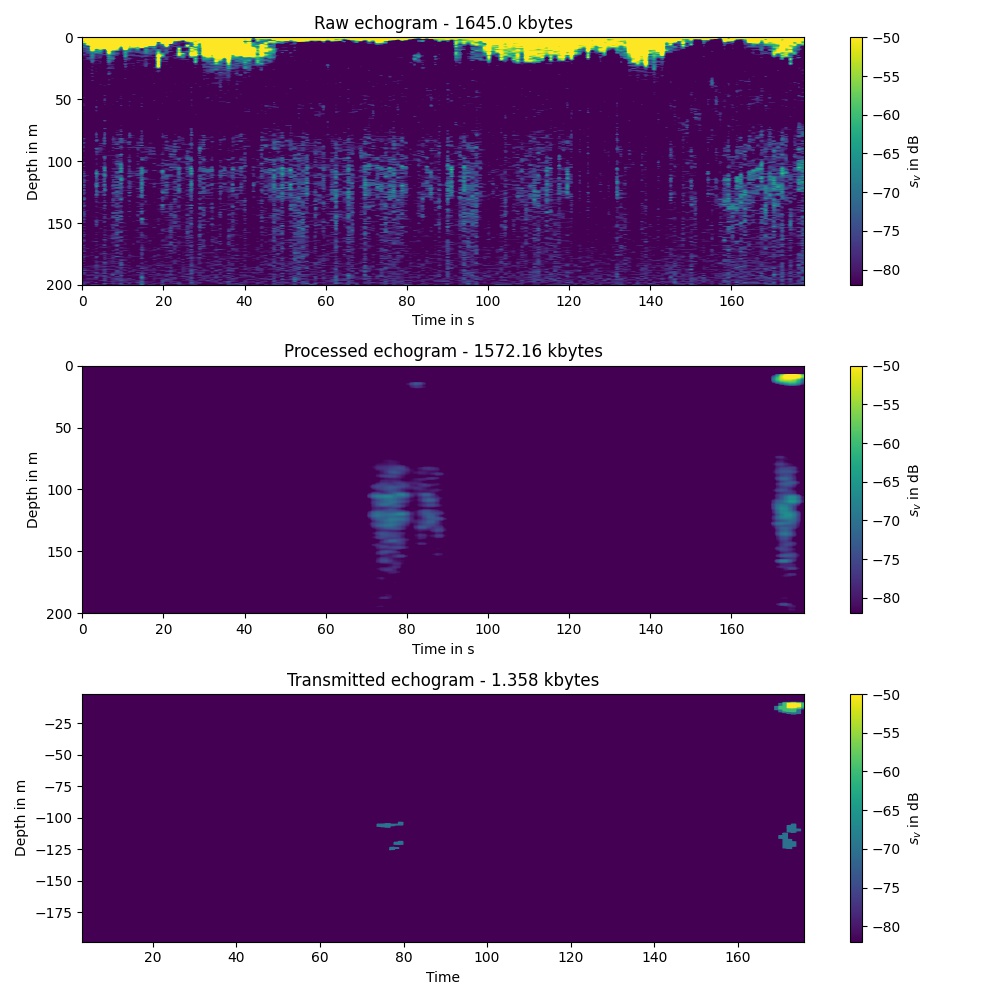 Raw echogram - 1645.0 kbytes
0
50
100
150
200
Depth in m
0 20 40 60 80 100 120 140 160
Time in s
−50
−55
−60
−65
−70
−75
−80
sv in dB
Processed echogram - 1572.16 kbytes
0
50
100
150
200
Depth in m
0 20 40 60 80 100 120 140 160
Time in s
−50
−55
−60
−65
−70
−75
−80
sv in dB
Transmitted echogram - 1.358 kbytes
−25
−50
−75
−100
−125
−150
−175
Depth in m
20 40 60 80 100 120 140 160
Time
−50
−55
−60
−65
−70
−75
−80
sv in dB